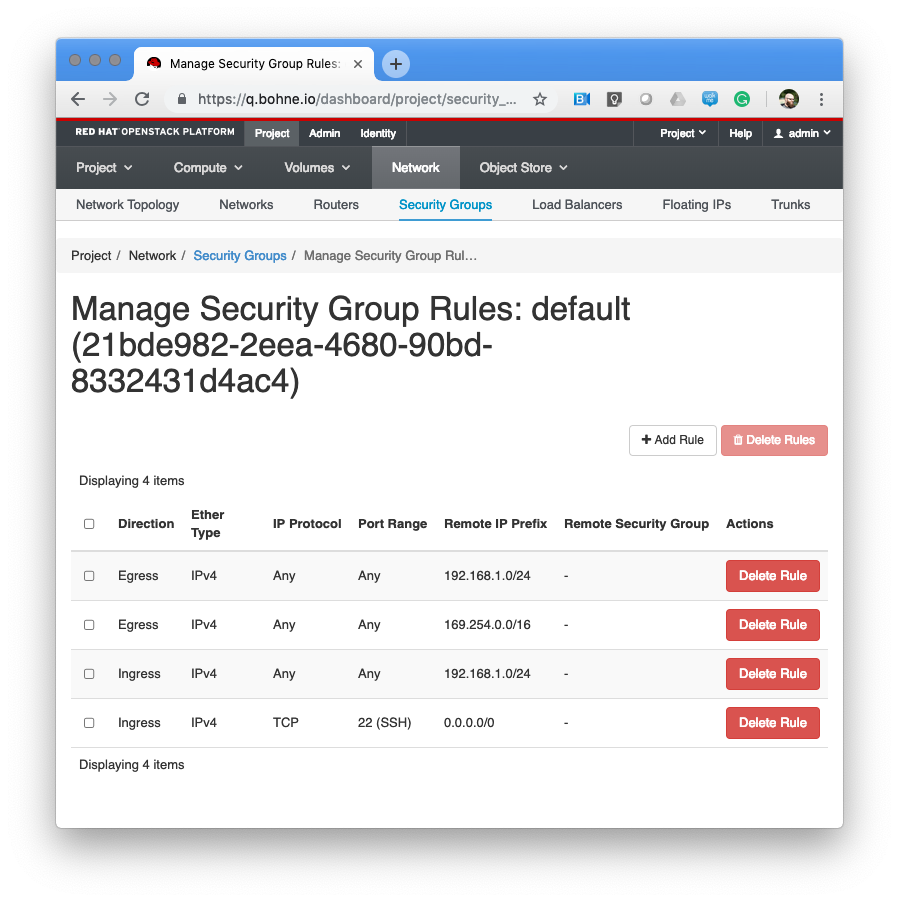 Manage Security Group Rules:
https://q.bohne.io/dashboard/project/security_...
RED HAT OPENSTACK PLATFORM Project Admin Identity Project Help admin
Project Compute Volumes Network Object Store
Network Topology Networks Routers Security Groups Load Balancers Floating IPs Trunks
Project / Network / Security Groups / Manage Security Group Rul...
Manage Security Group Rules: default
(21bde982-2eea-4680-90bd-
8332431d4ac4)
+ Add Rule Delete Rules
Displaying 4 items
Direction Ether Type IP Protocol Port Range Remote IP Prefix Remote Security Group Actions
Egress IPv4 Any Any 192.168.1.0/24 - Delete Rule
Egress IPv4 Any Any 169.254.0.0/16 - Delete Rule
Ingress IPv4 Any Any 192.168.1.0/24 - Delete Rule
Ingress IPv4 TCP 22 (SSH) 0.0.0.0/0 - Delete Rule
Displaying 4 items